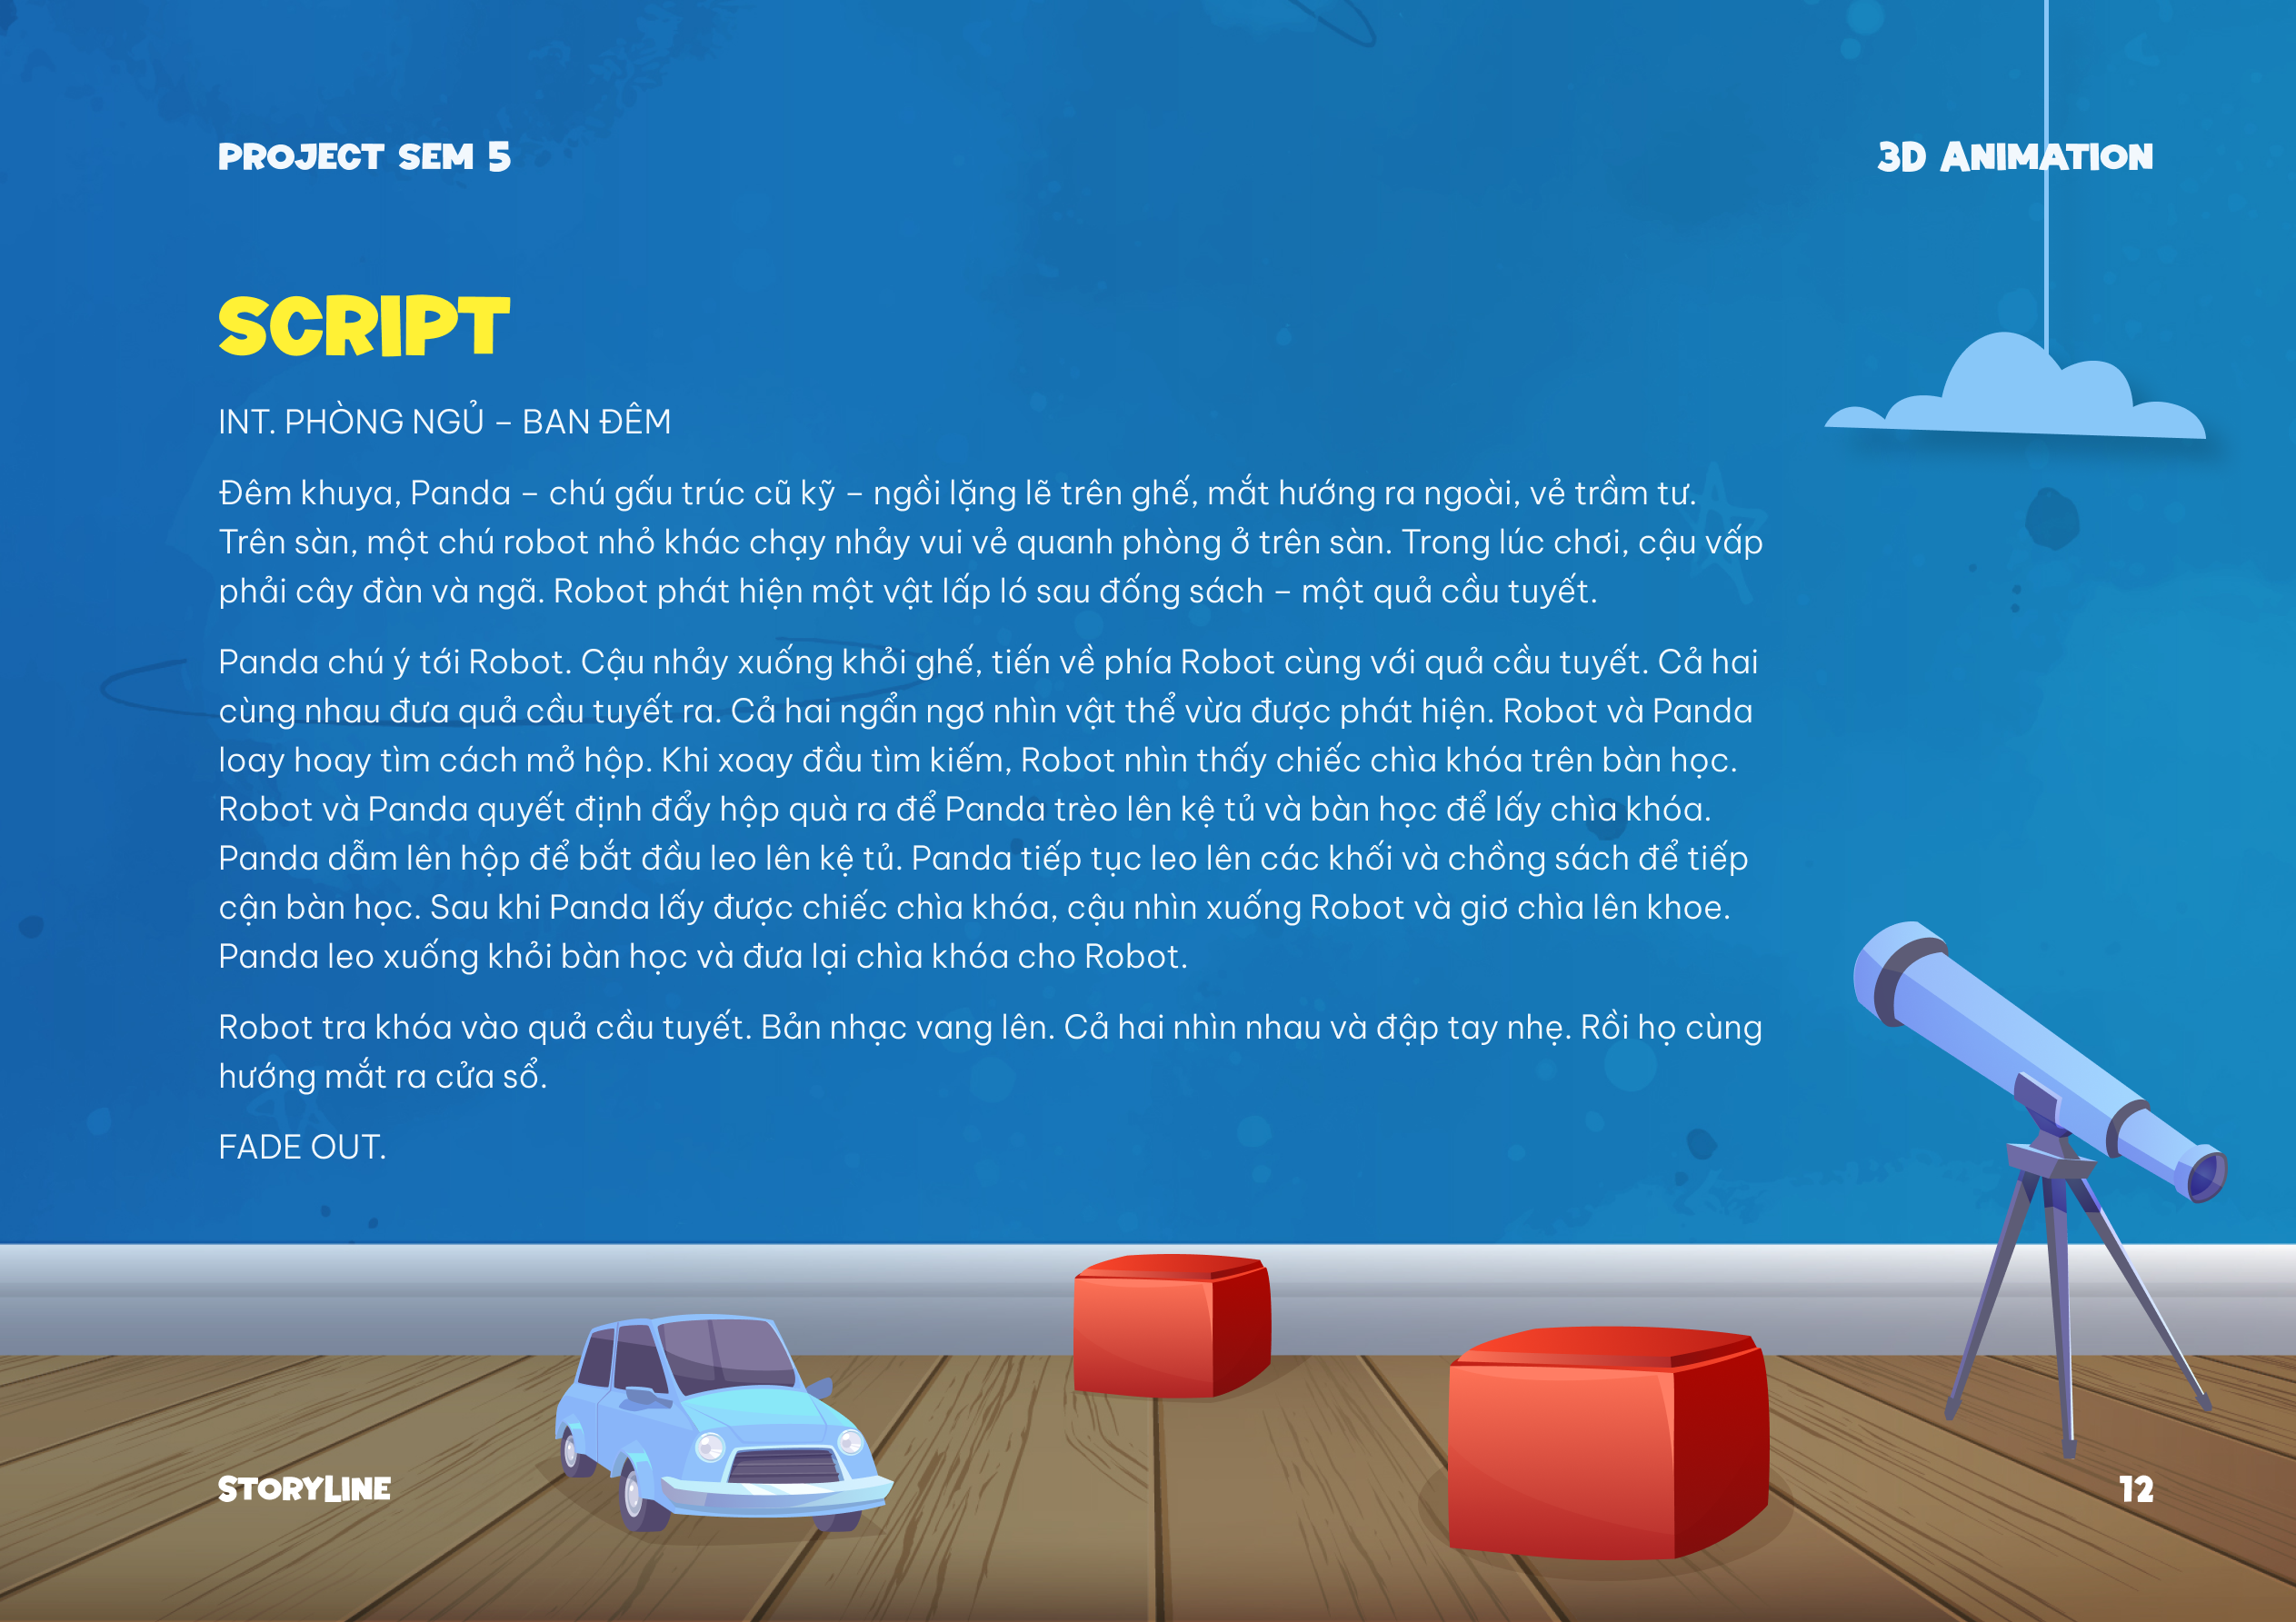 PROJECT SEM 5
3D ANIMATION
SCRIPT
INT. PHÒNG NGỦ – BAN ĐÊM
Đêm khuya, Panda – chú gấu trúc cũ kỹ – ngồi lặng lẽ trên ghế, mắt hướng ra ngoài, vẻ trầm tư.
Trên sàn, một chú robot nhỏ khác chạy nhảy vui vẻ quanh phòng ở trên sàn. Trong lúc chơi, cậu vấp
phải cây đàn và ngã. Robot phát hiện một vật lấp ló sau đống sách – một quả cầu tuyết.
Panda chú ý tới Robot. Cậu nhảy xuống khỏi ghế, tiến về phía Robot cùng với quả cầu tuyết. Cả hai
cùng nhau đưa quả cầu tuyết ra. Cả hai ngẩn ngơ nhìn vật thể vừa được phát hiện. Robot và Panda
loay hoay tìm cách mở hộp. Khi xoay đầu tìm kiếm, Robot nhìn thấy chiếc chìa khóa trên bàn học.
Robot và Panda quyết định đẩy hộp quà ra để Panda trèo lên kệ tủ và bàn học để lấy chìa khóa.
Panda dẫm lên hộp để bắt đầu leo lên kệ tủ. Panda tiếp tục leo lên các khối và chồng sách để tiếp
cận bàn học. Sau khi Panda lấy được chiếc chìa khóa, cậu nhìn xuống Robot và giơ chìa lên khoe.
Panda leo xuống khỏi bàn học và đưa lại chìa khóa cho Robot.
Robot tra khóa vào quả cầu tuyết. Bản nhạc vang lên. Cả hai nhìn nhau và đập tay nhẹ. Rồi họ cùng
hướng mắt ra cửa sổ.
FADE OUT.
STORYLINE
12